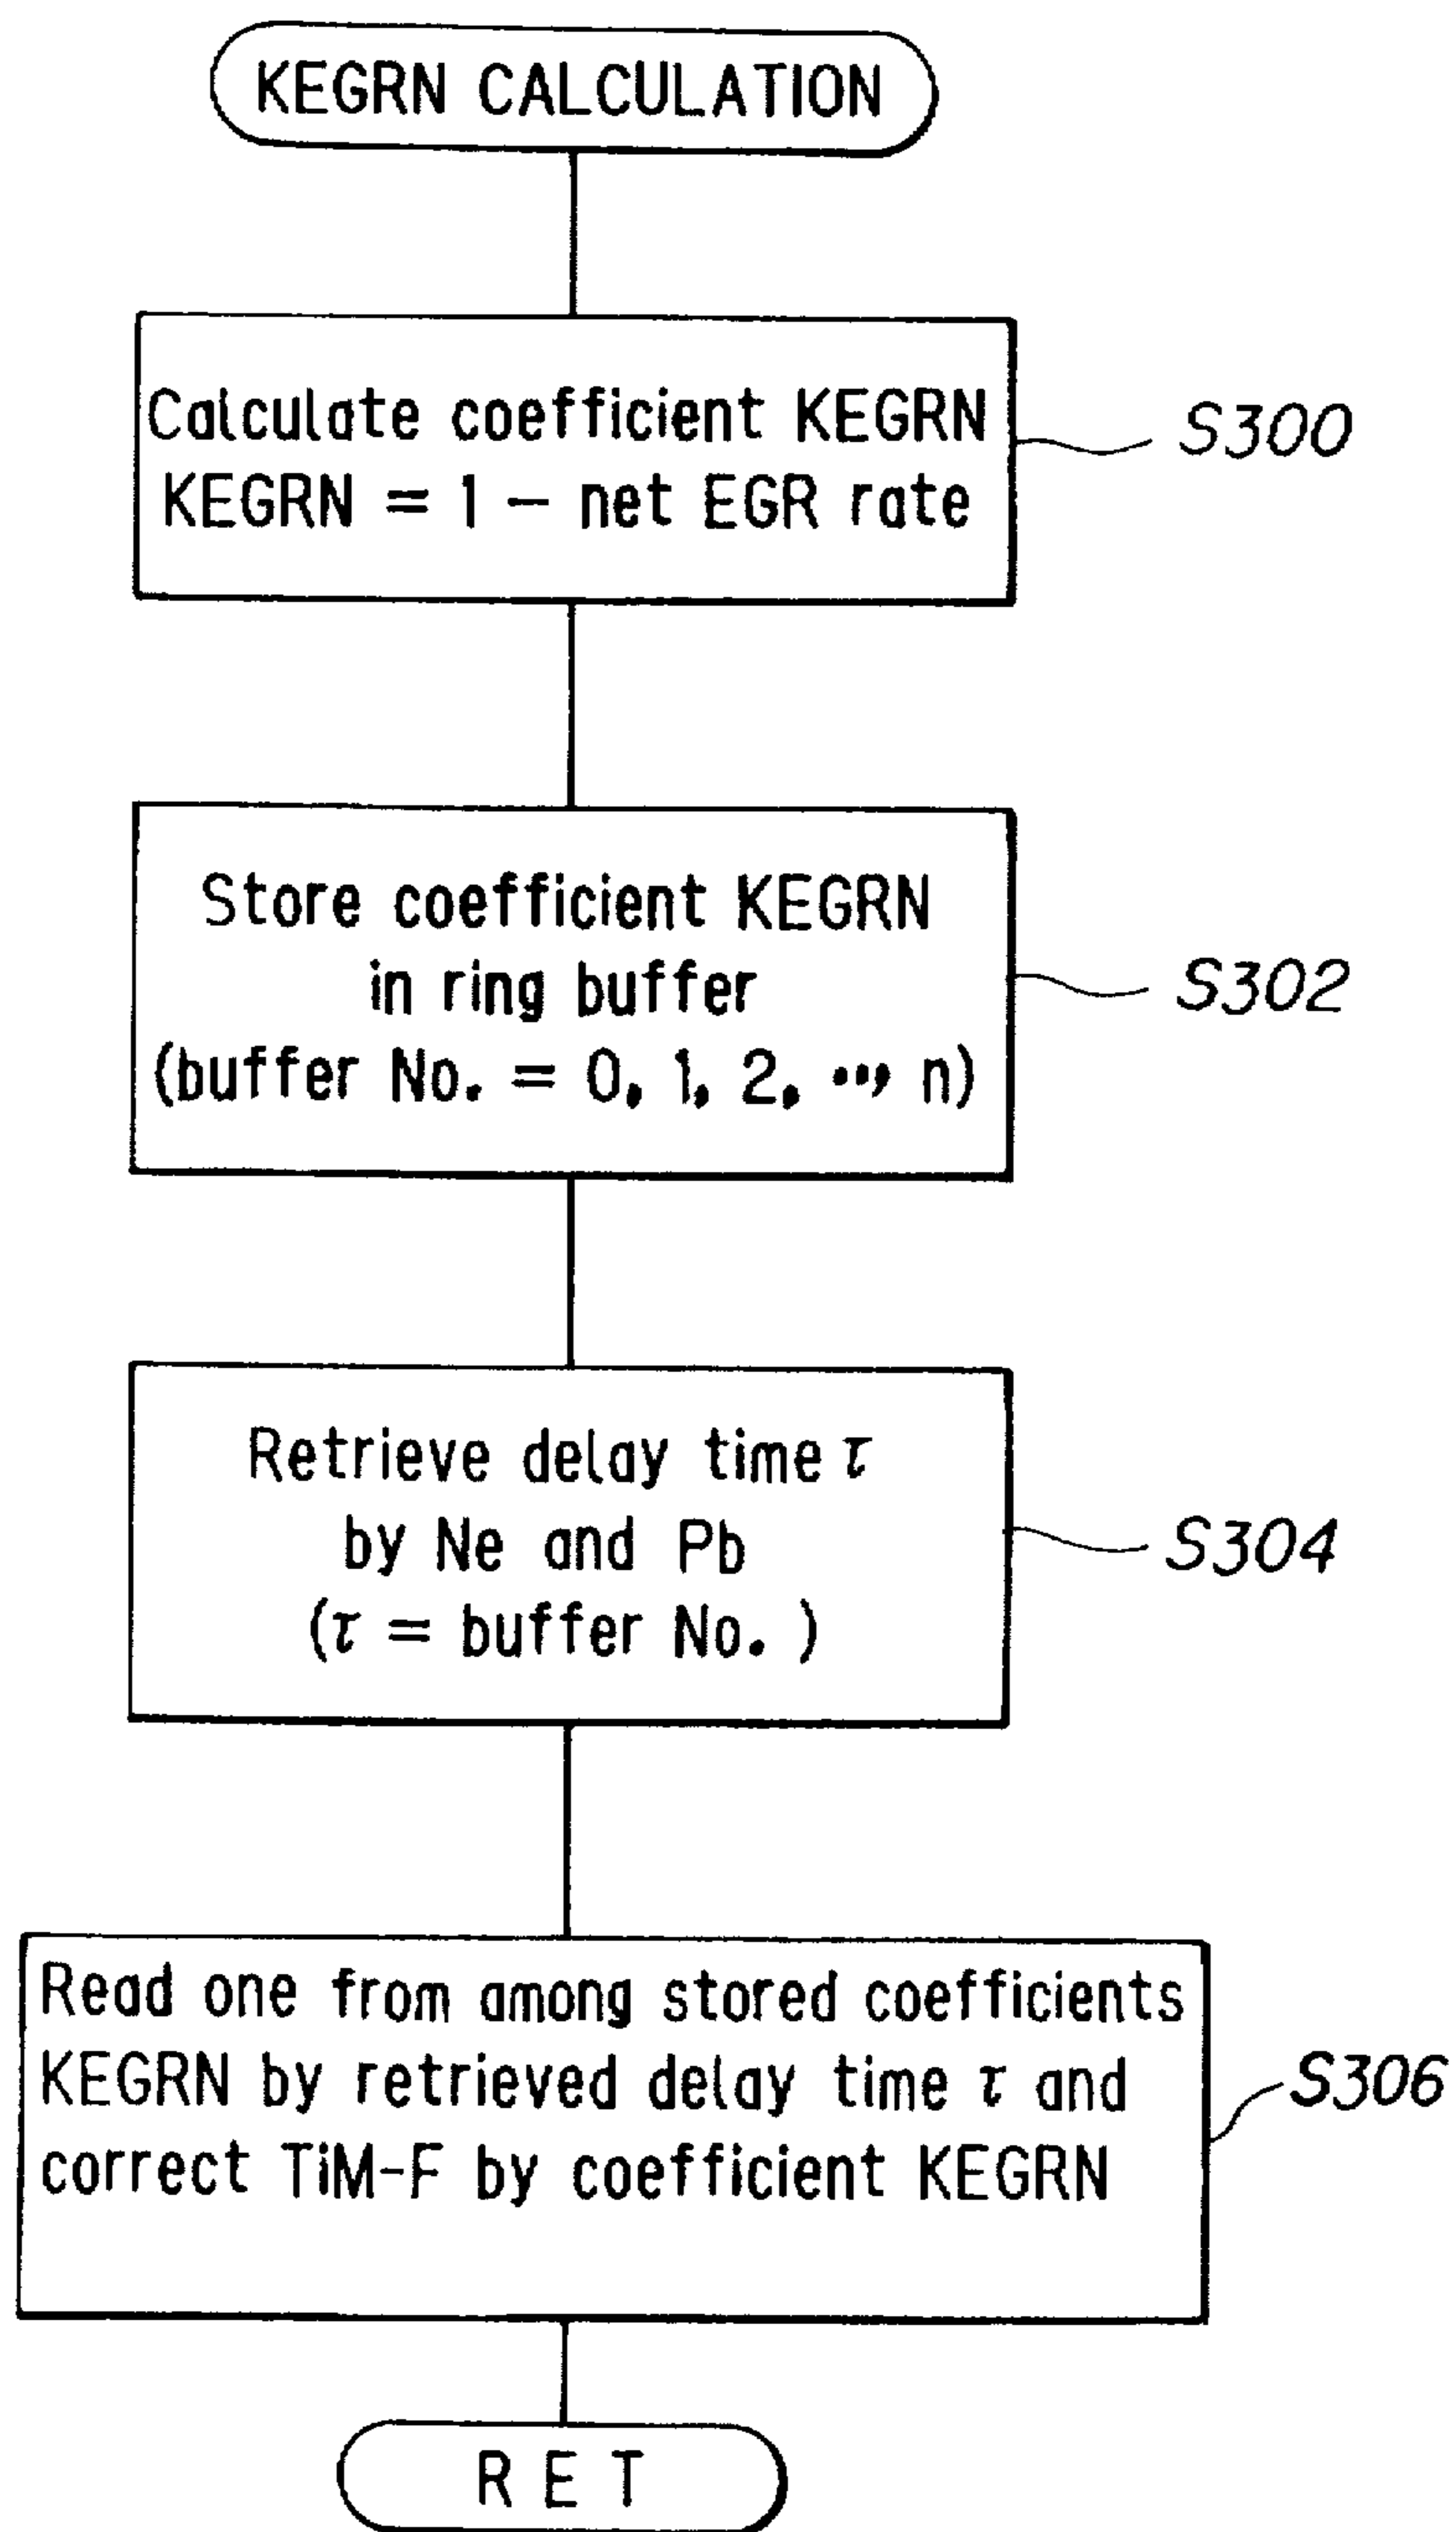 KEGRN CALCULATION
Calculate coefficient KEGRN
KEGRN = 1 – net EGR rate
S300
Store coefficient KEGRN
in ring buffer
(buffer No. = 0, 1, 2, ..., n)
S302
Retrieve delay time τ
by Ne and Pb
(τ = buffer No. )
S304
Read one from among stored coefficients
KEGRN by retrieved delay time τ and
correct TiM-F by coefficient KEGRN
S306
R E T